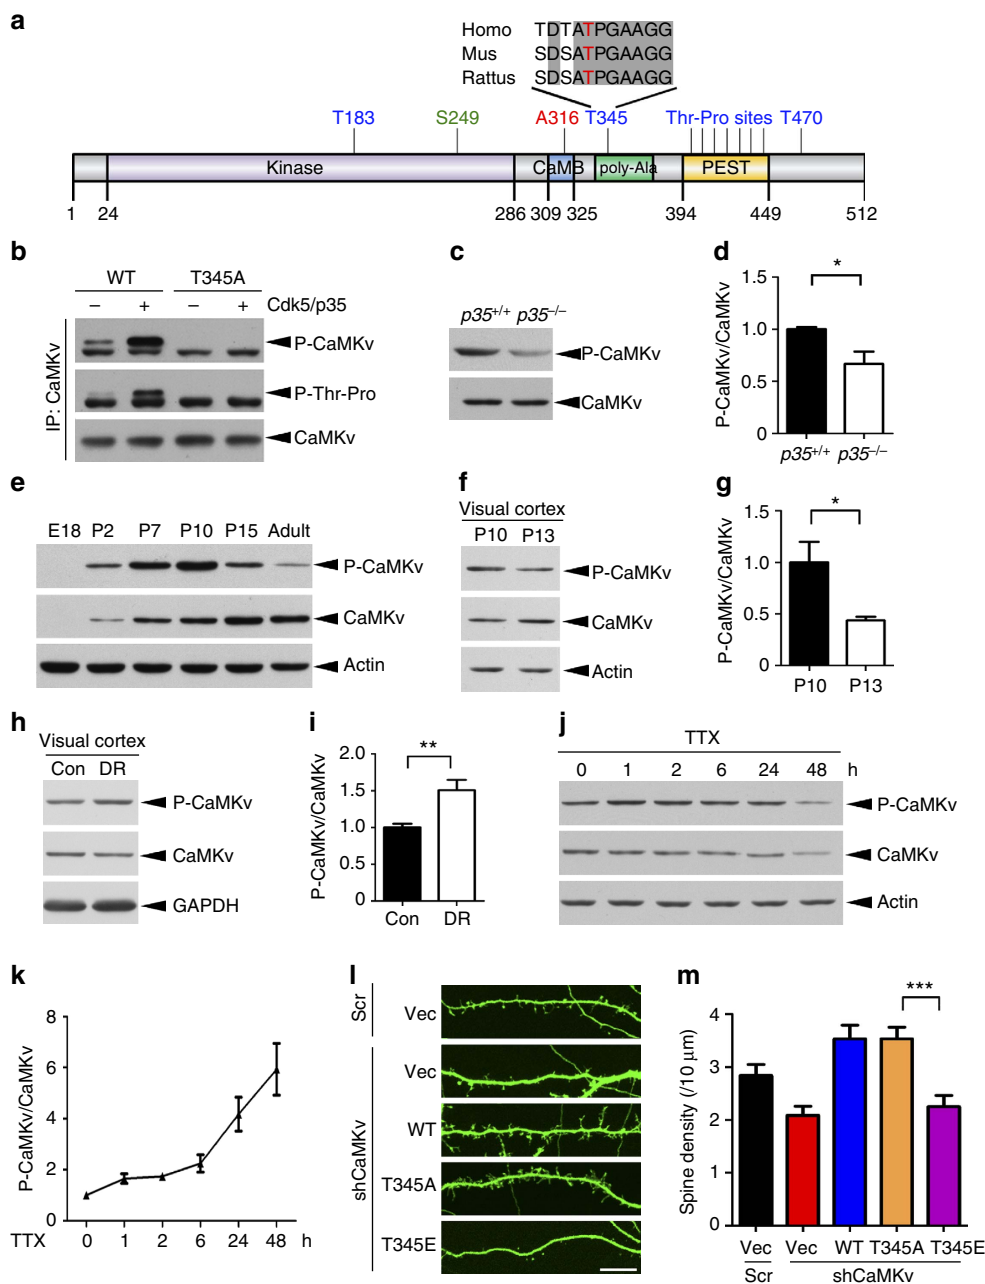 a
Homo TDTATPGAAGG
Mus SDSATPGAAGG
Rattus SDSATPGAAGG
T183 S249 A316 T345 Thr-Pro sites T470
Kinase CaMB poly-Ala PEST
1 24 286 309 325 394 449 512
b
WT T345A
– + – + Cdk5/p35
IP: CaMKv
P-CaMKv
P-Thr-Pro
CaMKv
c
p35+/+ p35–/–
P-CaMKv
CaMKv
d
P-CaMKv/CaMKv
1.5
1.0
0.5
0
*
p35+/+ p35–/–
e
E18 P2 P7 P10 P15 Adult
P-CaMKv
CaMKv
Actin
f
Visual cortex
P10 P13
P-CaMKv
CaMKv
Actin
g
P-CaMKv/CaMKv
1.5
1.0
0.5
0
*
P10 P13
h
Visual cortex
Con DR
P-CaMKv
CaMKv
GAPDH
i
P-CaMKv/CaMKv
2.0
1.5
1.0
0.5
0
**
Con DR
j
TTX
0 1 2 6 24 48 h
P-CaMKv
CaMKv
Actin
k
P-CaMKv/CaMKv
8
6
4
2
0
TTX 0 1 2 6 24 48 h
l
Scr
Vec
shCaMKv
Vec
WT
T345A
T345E
m
Spine density (/10 μm)
4
3
2
1
0
***
Vec Vec WT T345A T345E
Scr shCaMKv